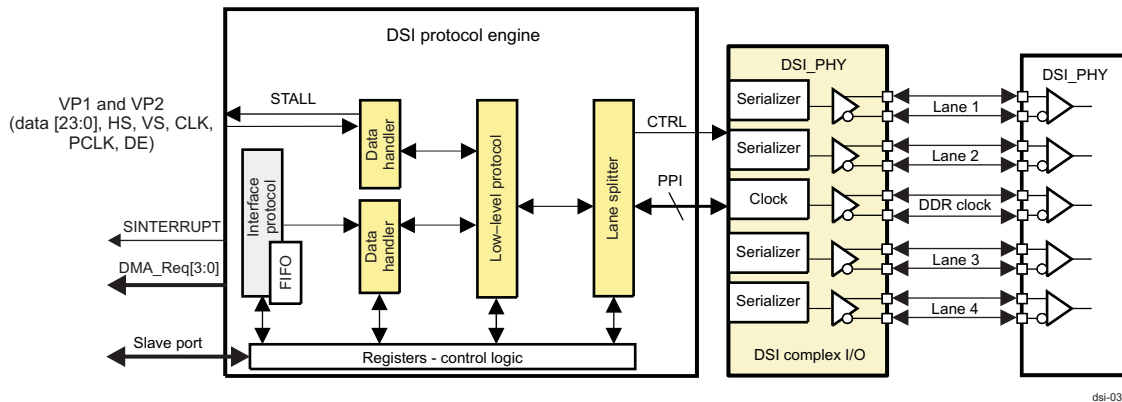 DSI protocol engine
VP1 and VP2
(data [23:0], HS, VS, CLK,
PCLK, DE)
STALL
Data
handler
Interface
protocol
FIFO
Data
handler
Low–level protocol
Lane splitter
CTRL
PPI
SINTERRUPT
DMA_Req[3:0]
Slave port
Registers - control logic
DSI_PHY
Serializer
Serializer
Clock
Serializer
Serializer
DSI complex I/O
Lane 1
Lane 2
DDR clock
Lane 3
Lane 4
DSI_PHY
dsi-03